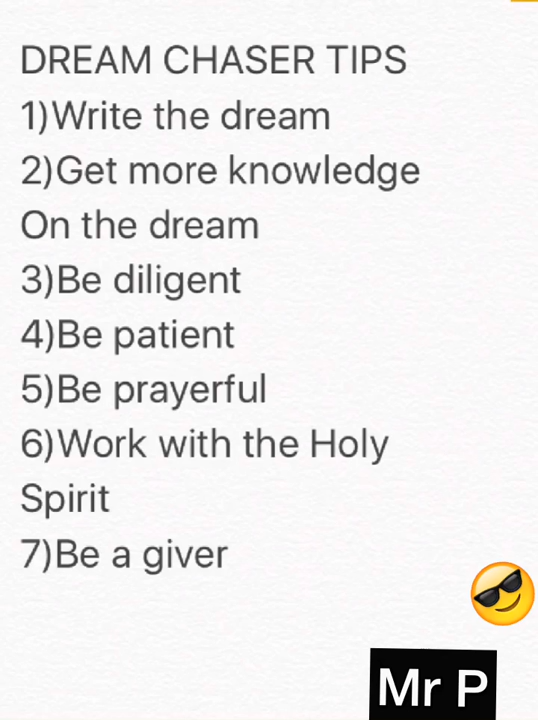 DREAM CHASER TIPS
1)Write the dream
2)Get more knowledge
On the dream
3)Be diligent
4)Be patient
5)Be prayerful
6)Work with the Holy
Spirit
7)Be a giver
Mr P